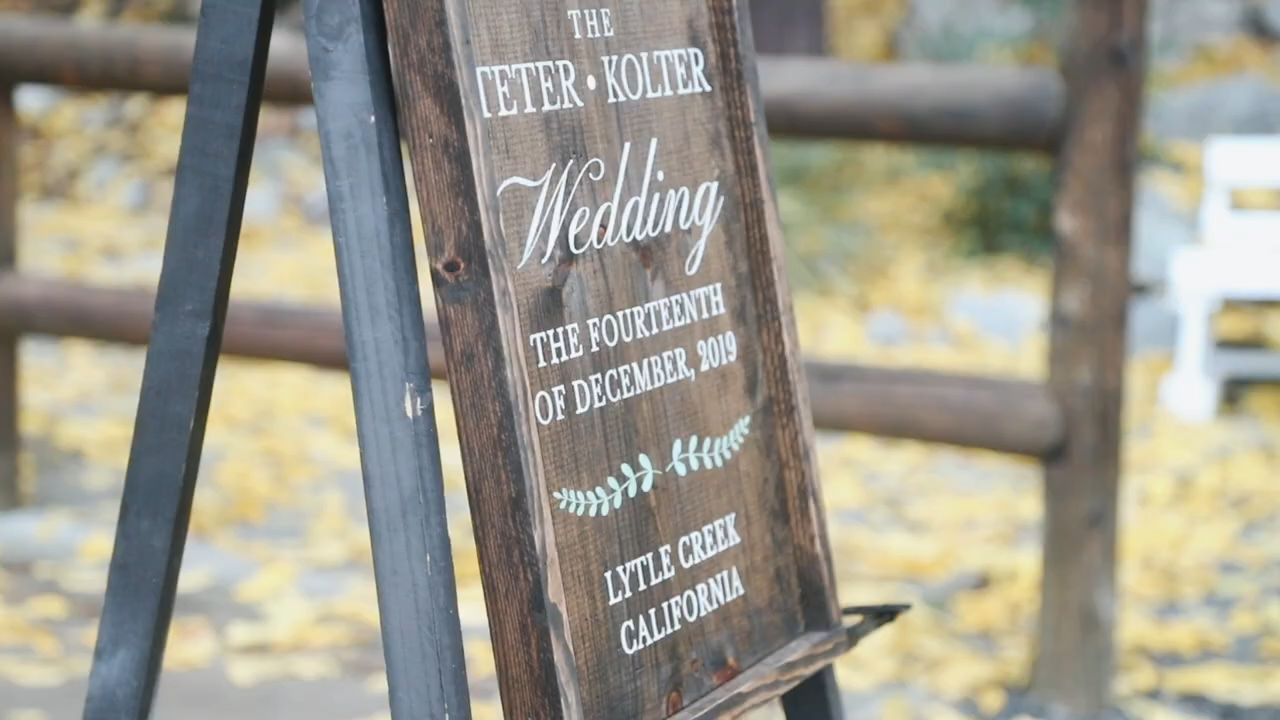 THE
KOLTER
Wedding
THE FOURTEENTH
OF DECEMBER, 2019
LYTLE CREEK
CALIFORNIA